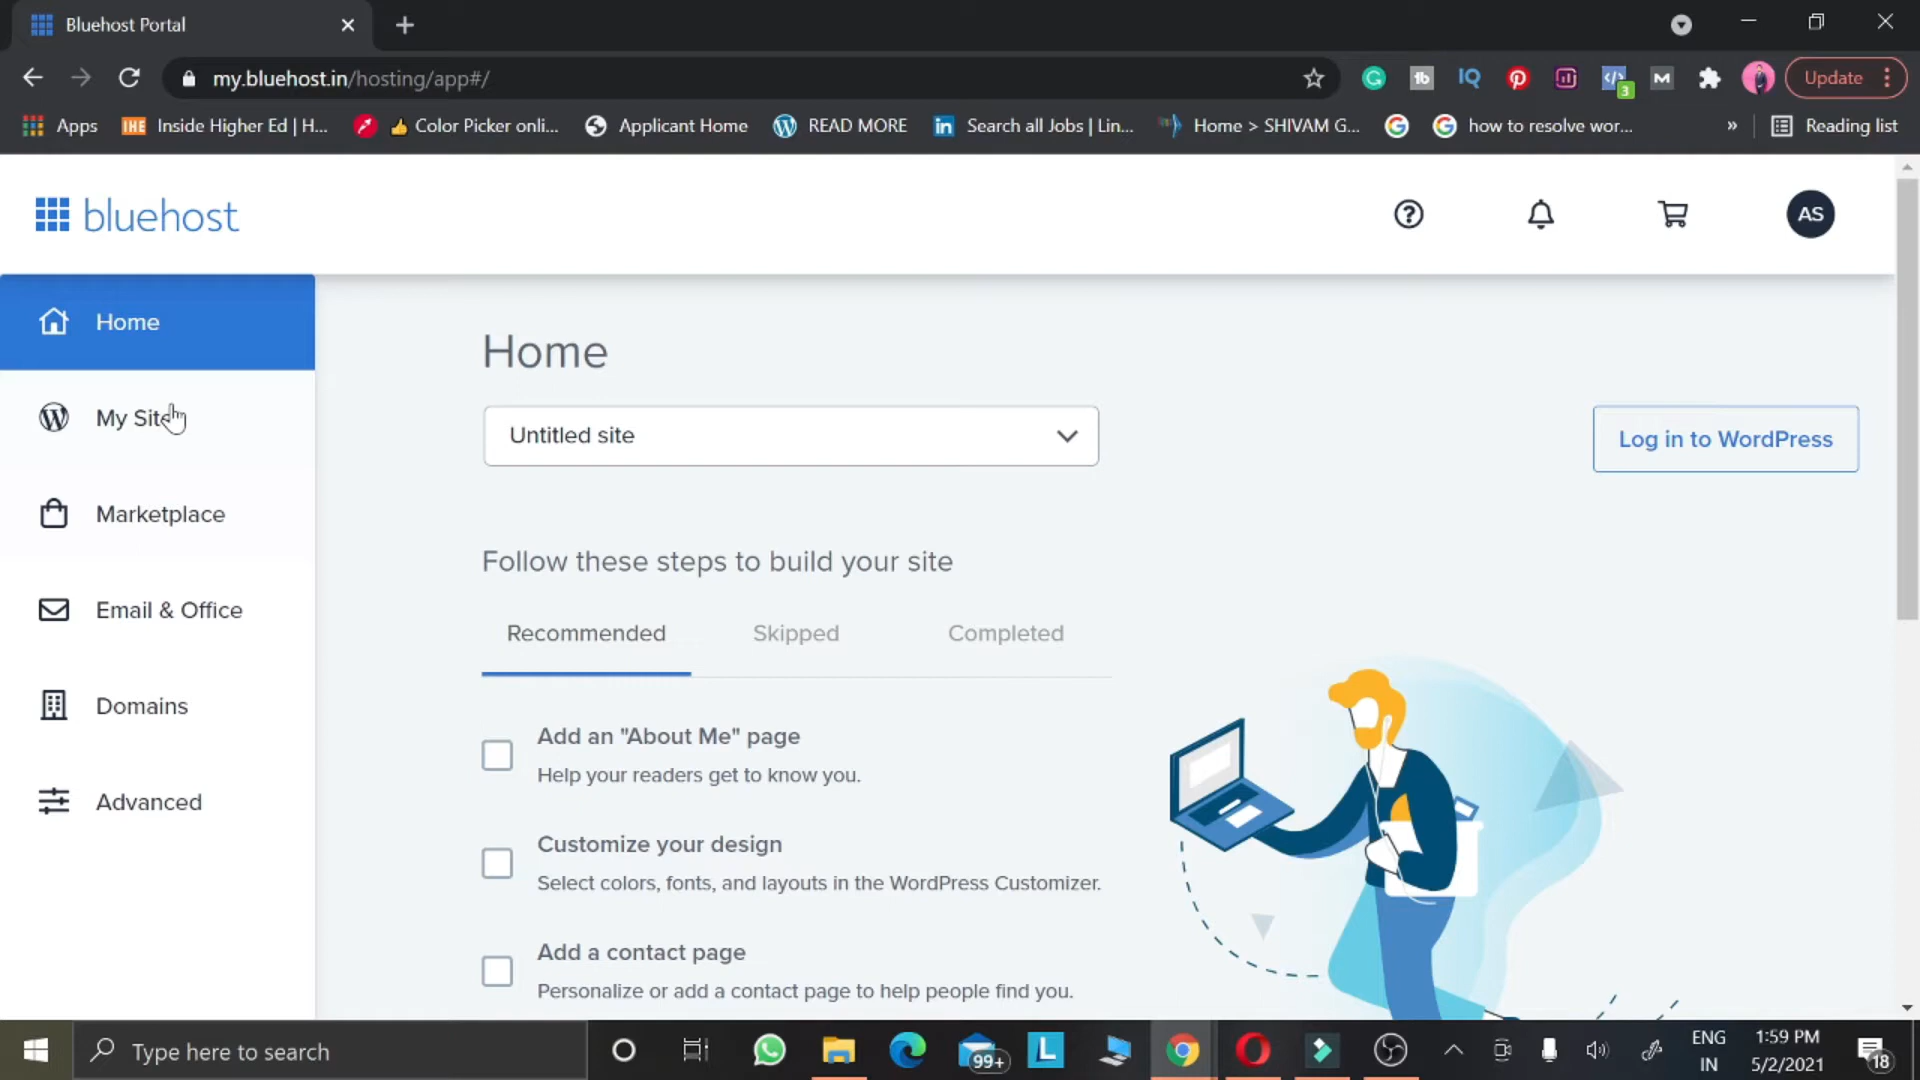 Bluehost Portal
my.bluehost.in/hosting/app#/
Update
Apps
Inside Higher Ed | H...
Color Picker onli...
Applicant Home
READ MORE
Search all Jobs | Lin...
Home > SHIVAM G...
how to resolve wor...
»
Reading list
bluehost
AS
Home
My Sites
Marketplace
Email & Office
Domains
Advanced
Home
Untitled site
Log in to WordPress
Follow these steps to build your site
Recommended
Skipped
Completed
Add an "About Me" page
Help your readers get to know you.
Customize your design
Select colors, fonts, and layouts in the WordPress Customizer.
Add a contact page
Personalize or add a contact page to help people find you.
Type here to search
99+
ENG
IN
1:59 PM
5/2/2021
18